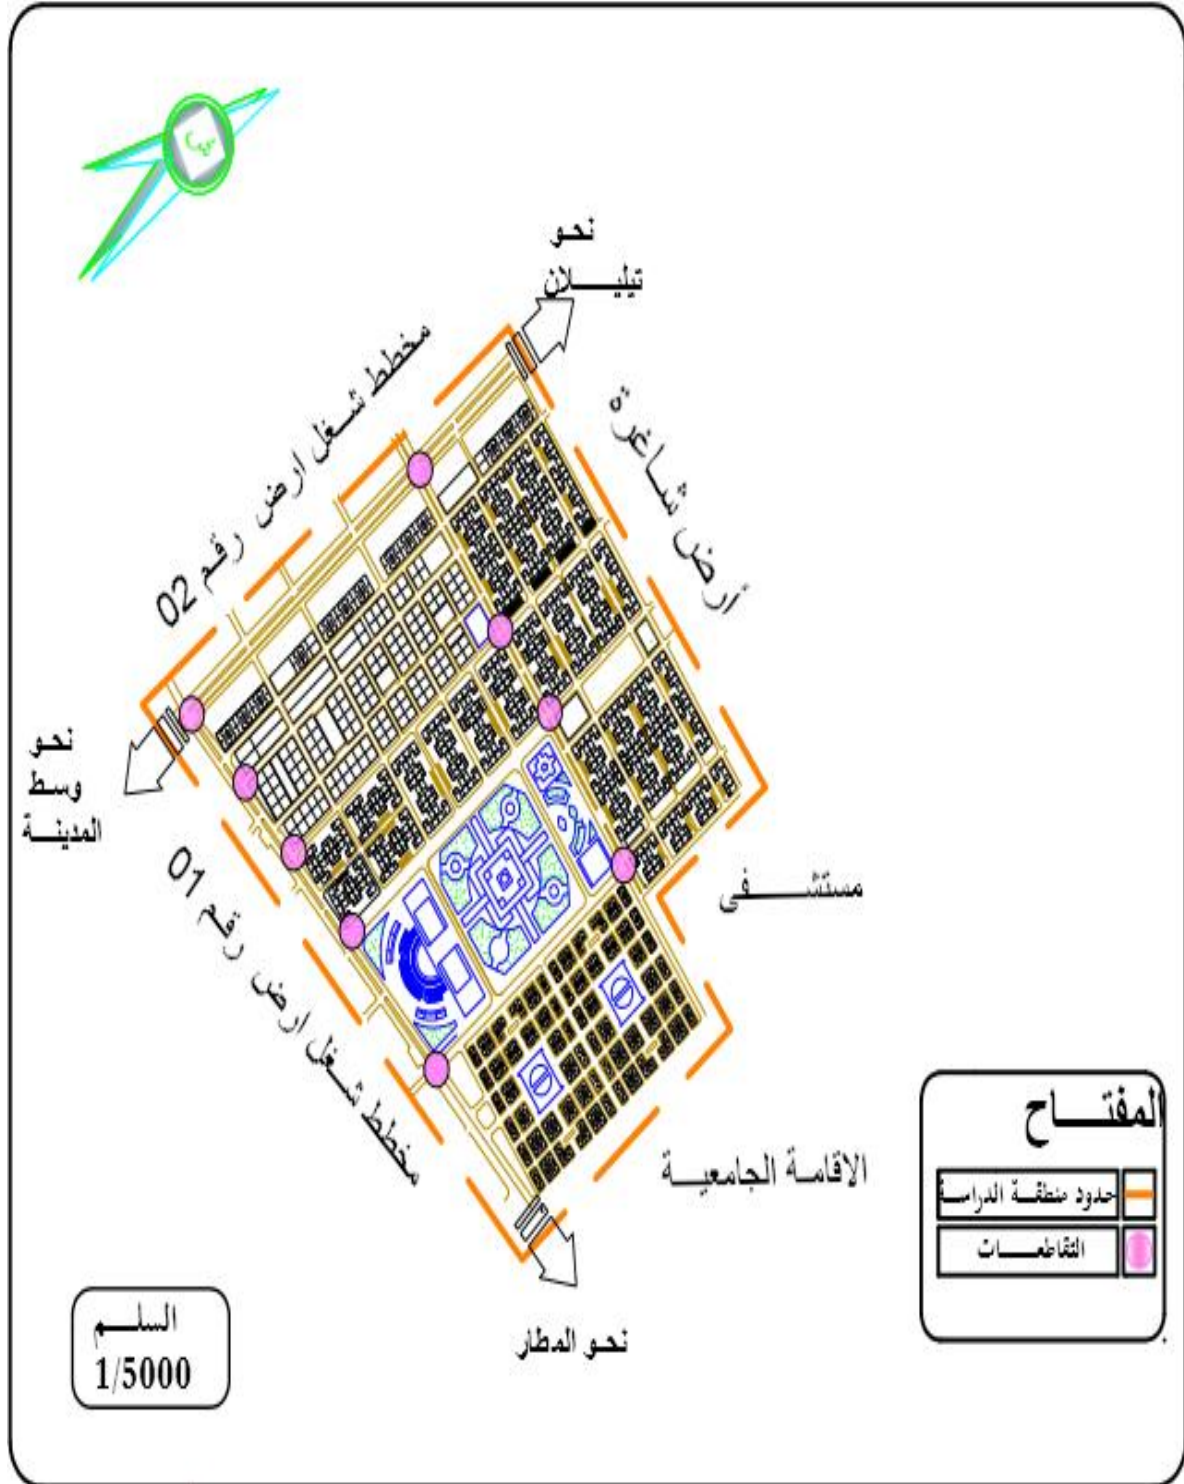 نحو
تيليلان
مخطط شغل ارض رقم 02
أرض شاغرة
نحو
وسط
المدينة
مخطط شغل ارض رقم 01
مستشفى
الاقامة الجامعية
نحو المطار
المفتاح
حدود منطقة الدراسة
التقاطعات
السلم
1/5000